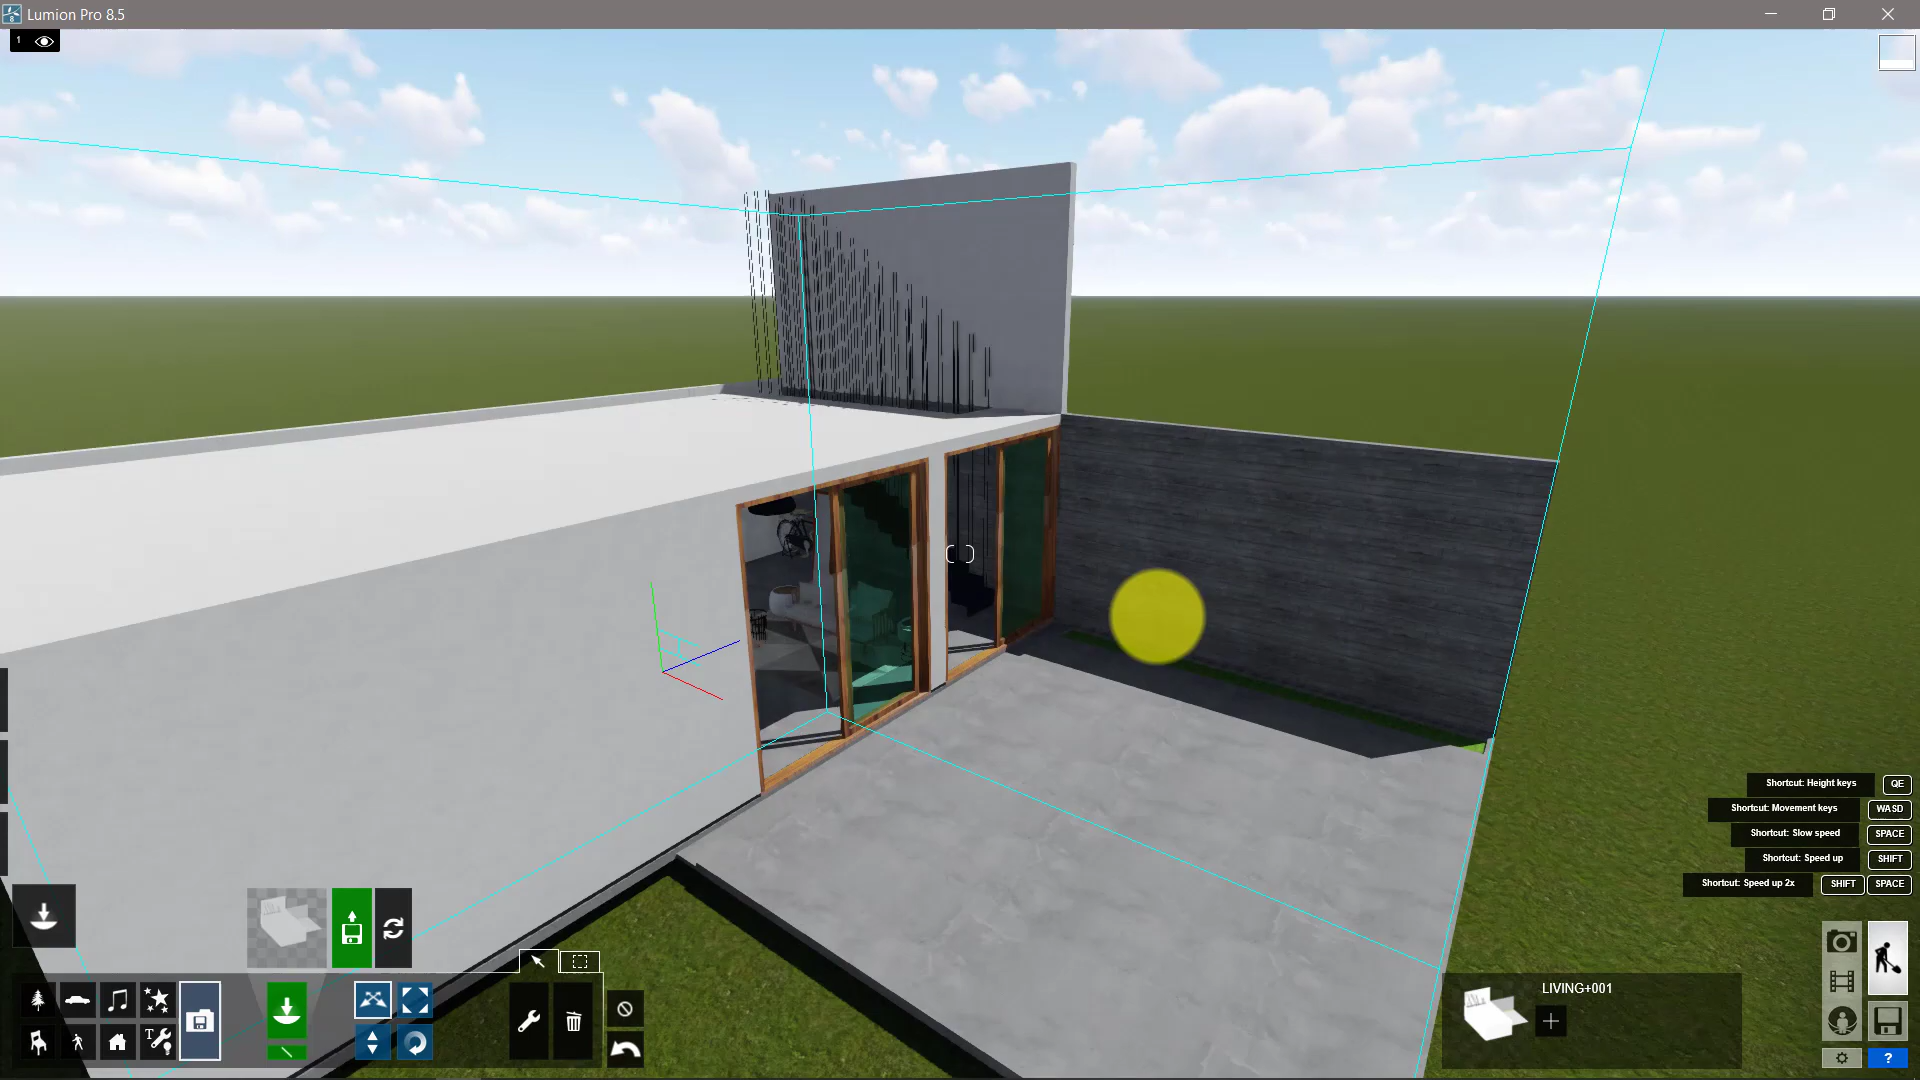 Lumion Pro 8.5
1
Shortcut: Height keys QE
Shortcut: Movement keys WASD
Shortcut: Slow speed SPACE
Shortcut: Speed up SHIFT
Shortcut: Speed up 2x SHIFT SPACE
LIVING+001
T
?